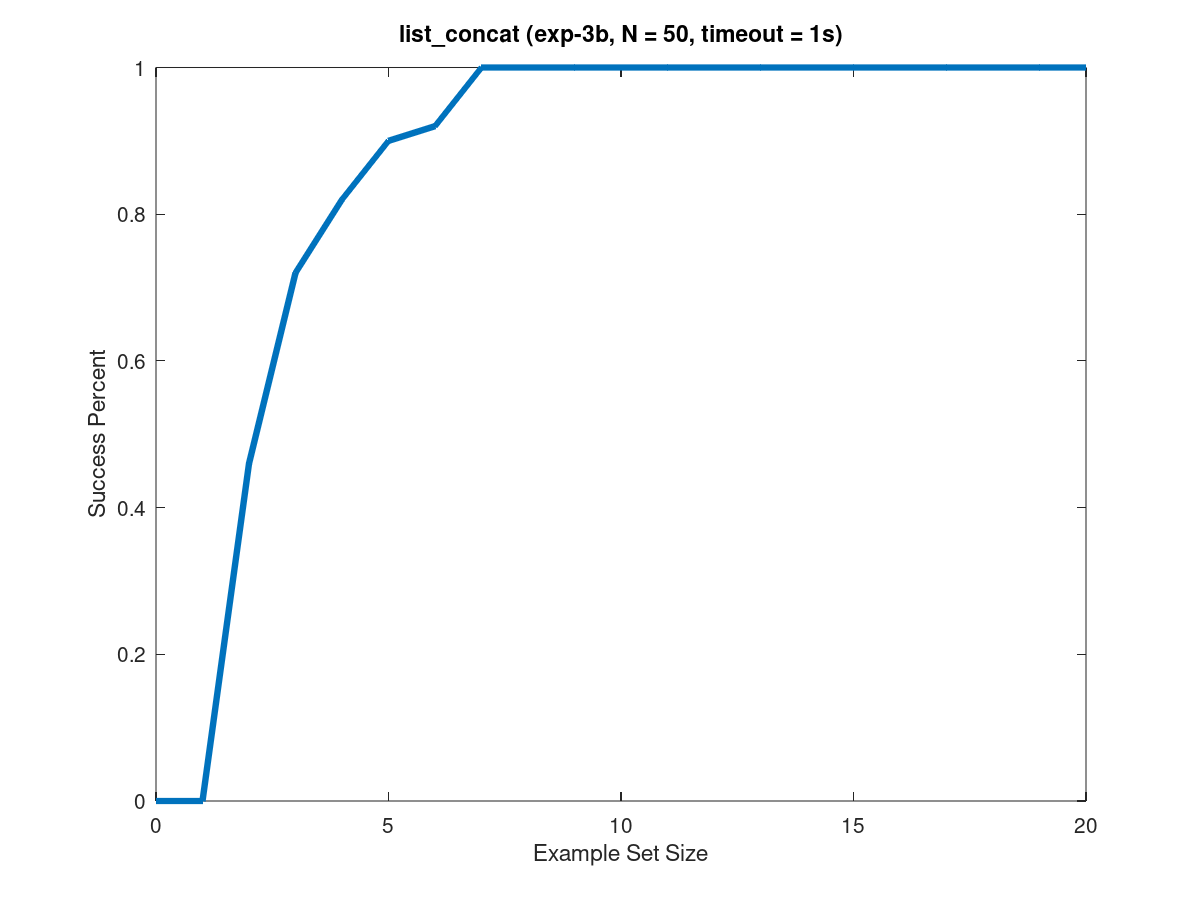 list_concat (exp-3b, N = 50, timeout = 1s)
1
0.8
0.6
0.4
0.2
0
Success Percent
0 5 10 15 20
Example Set Size